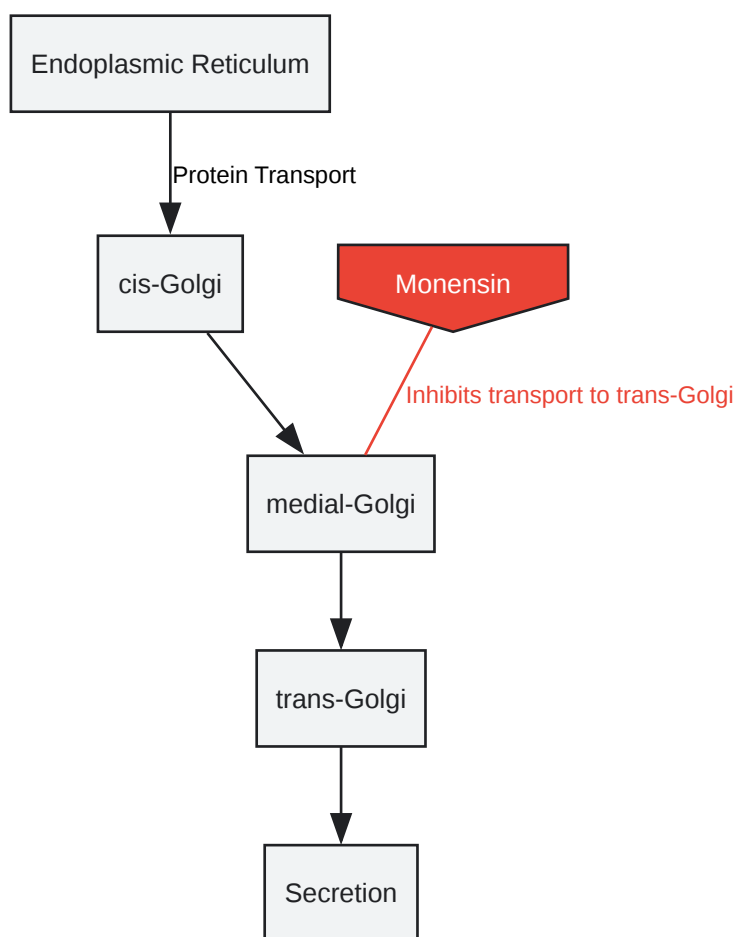 Endoplasmic Reticulum
Protein Transport
cis-Golgi
Monensin
Inhibits transport to trans-Golgi
medial-Golgi
trans-Golgi
Secretion